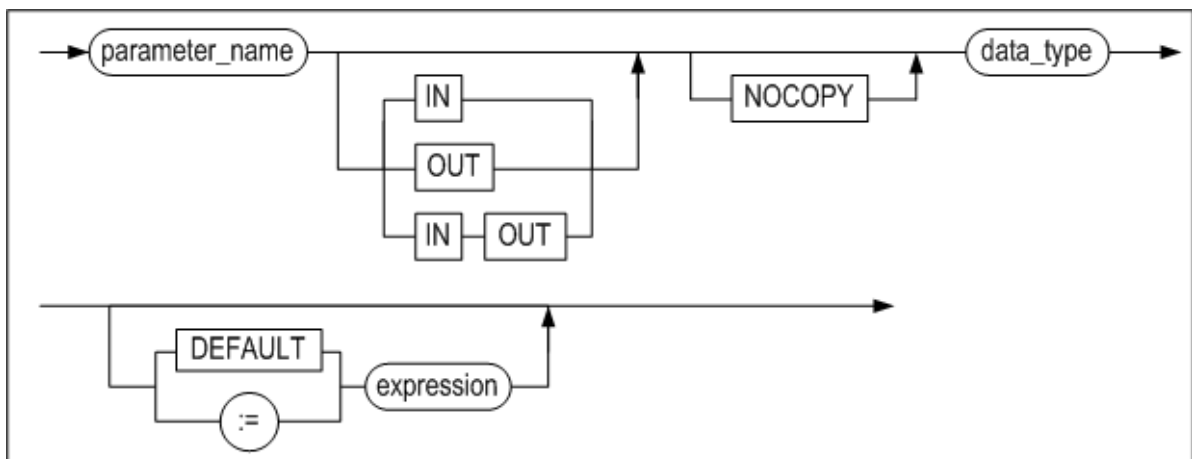 parameter_name
IN
OUT
IN OUT
NOCOPY
data_type
DEFAULT
:=
expression